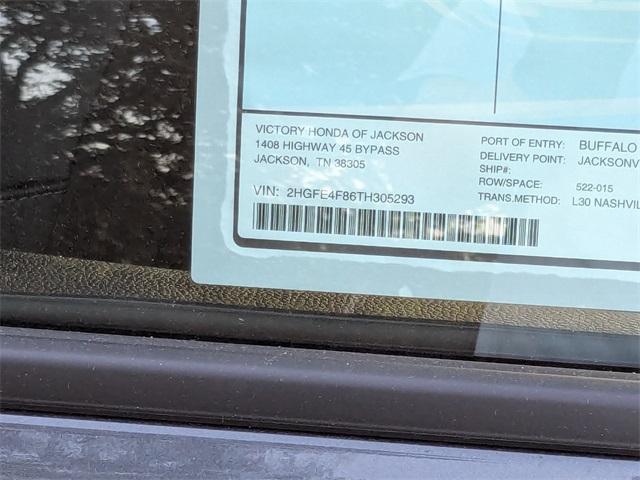 VICTORY HONDA OF JACKSON
1408 HIGHWAY 45 BYPASS
JACKSON, TN 38305
VIN: 2HGFE4F86TH305293
PORT OF ENTRY: BUFFALO
DELIVERY POINT: JACKSONV
SHIP#:
ROW/SPACE: 522-015
TRANS.METHOD: L30 NASHVIL